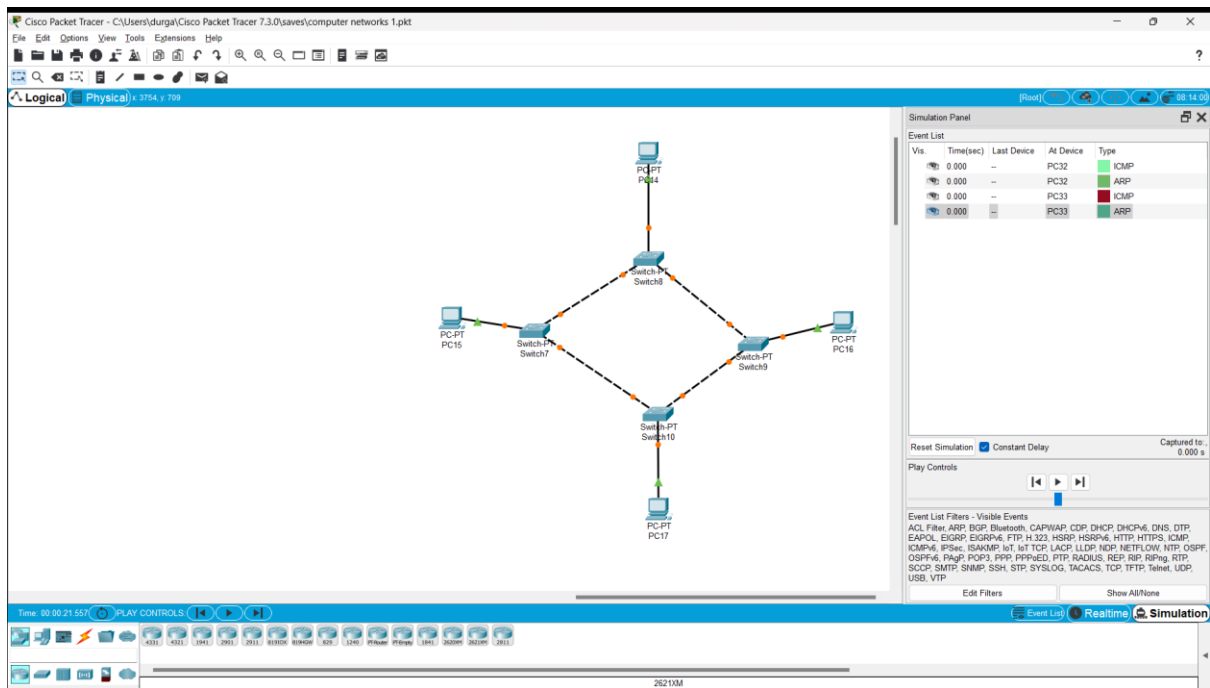 Cisco Packet Tracer - C:\Users\durga\Cisco Packet Tracer 7.3.0\saves\computer networks 1.pkt
File Edit Options View Tools Extensions Help
?
Logical Physical x: 3754, y: 709 [Root] 08:14:00
Simulation Panel
Event List
Vis. Time(sec) Last Device At Device Type
0.000 -- PC32 ICMP
0.000 -- PC32 ARP
0.000 -- PC33 ICMP
0.000 -- PC33 ARP
PC-PT
PC14
Switch-PT
Switch8
PC-PT
PC15
Switch-PT
Switch7
PC-PT
PC16
Switch-PT
Switch9
Switch-PT
Switch10
PC-PT
PC17
Reset Simulation Constant Delay Captured to:
0.000 s
Play Controls
Event List Filters - Visible Events
ACL Filter, ARP, BGP, Bluetooth, CAPWAP, CDP, DHCP, DHCPv6, DNS, DTP,
EAPOL, EIGRP, EIGRPv6, FTP, H.323, HSRP, HSRPv6, HTTP, HTTPS, ICMP,
ICMPv6, IPSec, ISAKMP, IoT, IoT TCP, LACP, LLDP, NDP, NETFLOW, NTP, OSPF,
OSPFv6, PAgP, POP3, PPP, PPPoED, PTP, RADIUS, REP, RIP, RIPng, RTP,
SCCP, SMTP, SNMP, SSH, STP, SYSLOG, TACACS, TCP, TFTP, Telnet, UDP,
USB, VTP
Edit Filters Show All/None
Time: 00:00:21.557 PLAY CONTROLS: Event List Realtime Simulation
4331 4321 1941 2901 2911 819IOX 819HGW 829 1240 PT-Router PT-Empty 1841 2620XM 2621XM 2811
2621XM